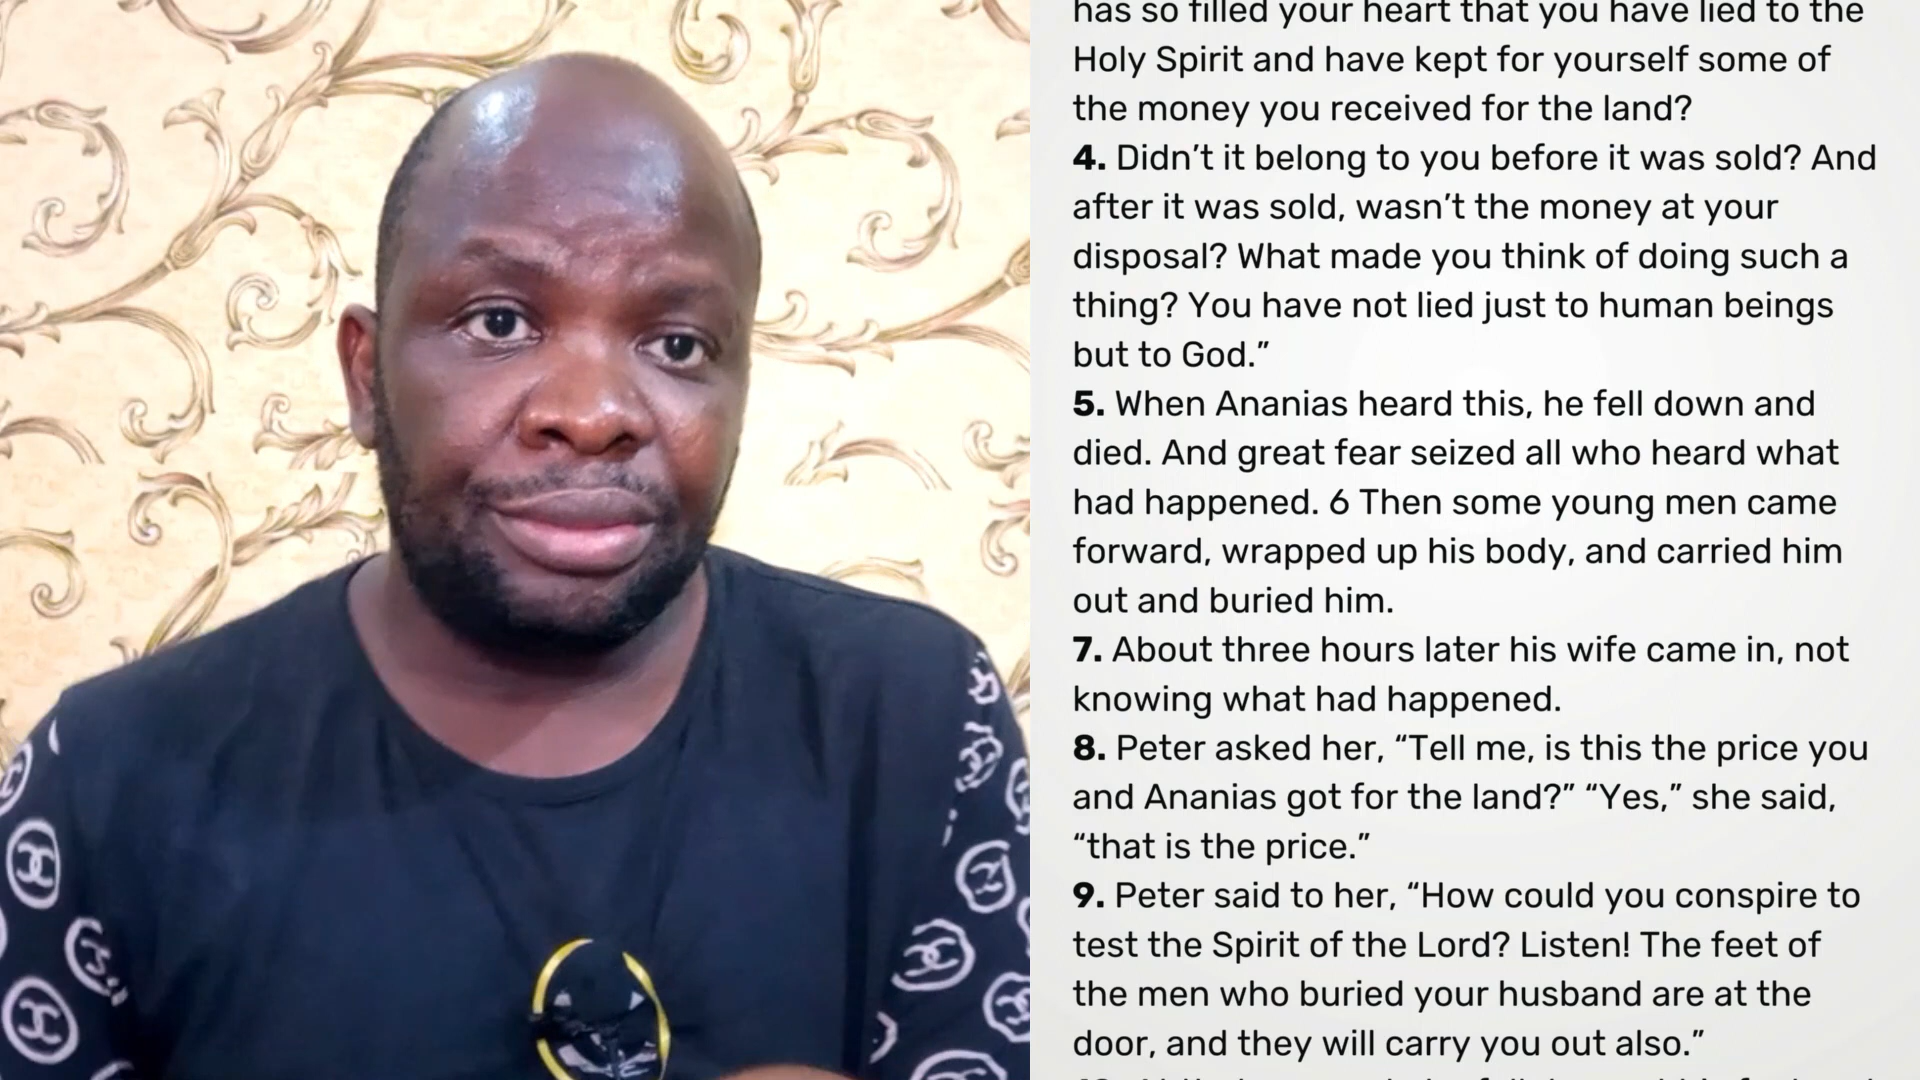 has so filled your heart that you have lied to the
Holy Spirit and have kept for yourself some of
the money you received for the land?
4. Didn’t it belong to you before it was sold? And
after it was sold, wasn’t the money at your
disposal? What made you think of doing such a
thing? You have not lied just to human beings
but to God.”
5. When Ananias heard this, he fell down and
died. And great fear seized all who heard what
had happened. 6 Then some young men came
forward, wrapped up his body, and carried him
out and buried him.
7. About three hours later his wife came in, not
knowing what had happened.
8. Peter asked her, “Tell me, is this the price you
and Ananias got for the land?” “Yes,” she said,
“that is the price.”
9. Peter said to her, “How could you conspire to
test the Spirit of the Lord? Listen! The feet of
the men who buried your husband are at the
door, and they will carry you out also.”